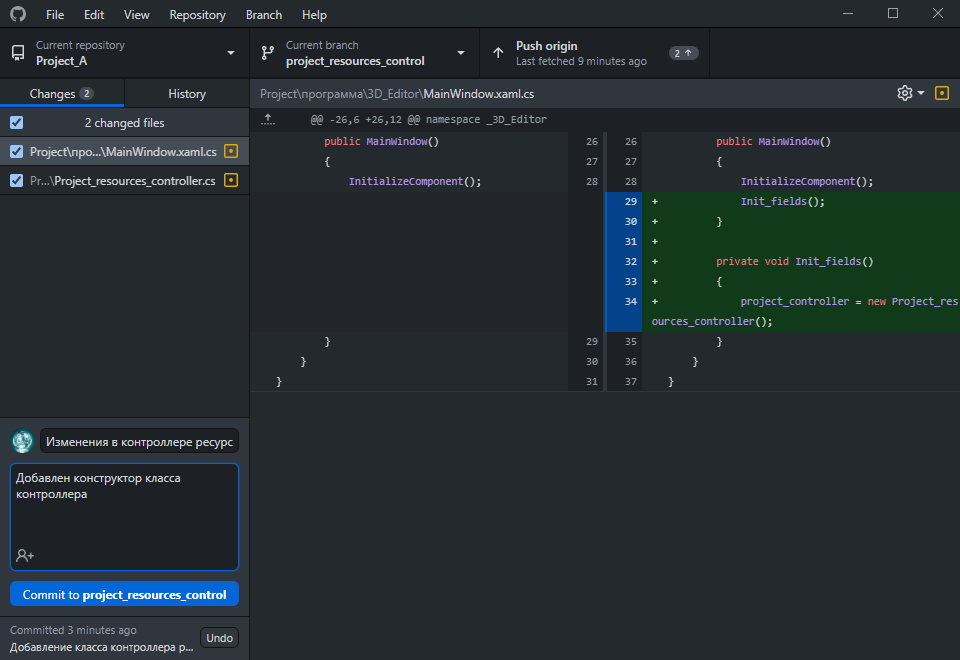 File Edit View Repository Branch Help
Current repository
Project_A
Current branch
project_resources_control
Push origin
Last fetched 9 minutes ago
2
Changes 2
History
2 changed files
Project\про...\MainWindow.xaml.cs
Pr...\Project_resources_controller.cs
Project\программа\3D_Editor\MainWindow.xaml.cs
@@ -26,6 +26,12 @@ namespace _3D_Editor
public MainWindow() 26 26 public MainWindow()
{ 27 27 {
InitializeComponent(); 28 28 InitializeComponent();
29 + Init_fields();
30 + }
31 +
32 + private void Init_fields()
33 + {
34 + project_controller = new Project_res
ources_controller();
} 29 35 }
} 30 36 }
} 31 37 }
Изменения в контроллере ресурс
Добавлен конструктор класса
контроллера
Commit to project_resources_control
Committed 3 minutes ago
Добавление класса контроллера р...
Undo